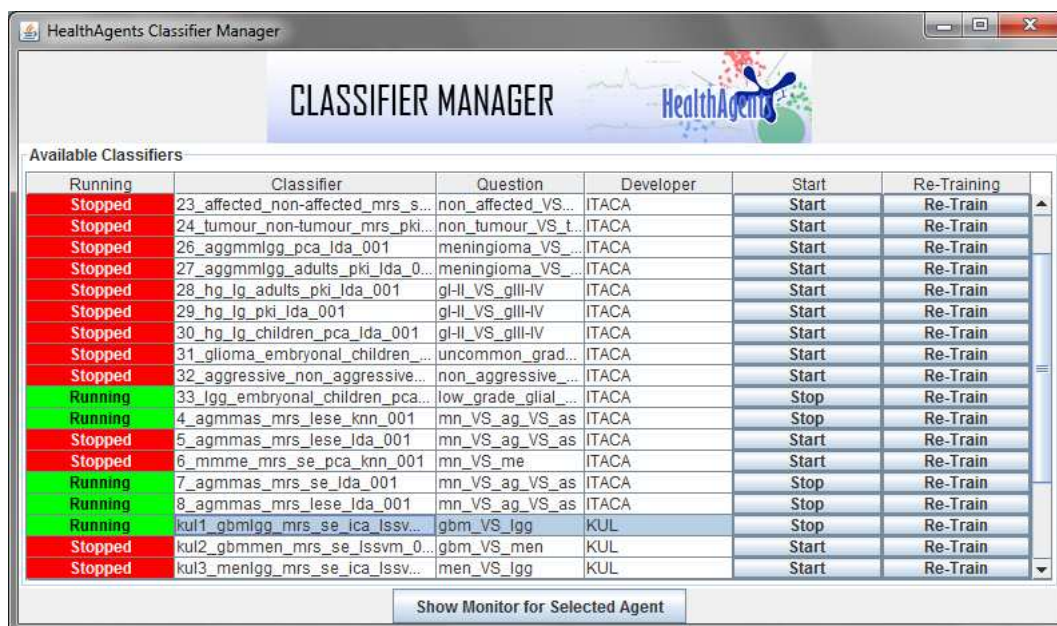 HealthAgents Classifier Manager
CLASSIFIER MANAGER
HealthAgents
Available Classifiers
Running Classifier Question Developer Start Re-Training
Stopped 23_affected_non-affected_mrs_s... non_affected_VS... ITACA Start Re-Train
Stopped 24_tumour_non-tumour_mrs_pki... non_tumour_VS_t... ITACA Start Re-Train
Stopped 26_aggmmlgg_pca_lda_001 meningioma_VS_... ITACA Start Re-Train
Stopped 27_aggmmlgg_adults_pki_lda_0... meningioma_VS_... ITACA Start Re-Train
Stopped 28_hg_lg_adults_pki_lda_001 gI-II_VS_gIII-IV ITACA Start Re-Train
Stopped 29_hg_lg_pki_lda_001 gI-II_VS_gIII-IV ITACA Start Re-Train
Stopped 30_hg_lg_children_pca_lda_001 gI-II_VS_gIII-IV ITACA Start Re-Train
Stopped 31_glioma_embryonal_children_... uncommon_grad... ITACA Start Re-Train
Stopped 32_aggressive_non_aggressive... non_aggressive_... ITACA Start Re-Train
Running 33_lgg_embryonal_children_pca... low_grade_glial_... ITACA Stop Re-Train
Running 4_agmmas_mrs_lese_knn_001 mn_VS_ag_VS_as ITACA Stop Re-Train
Stopped 5_agmmas_mrs_lese_lda_001 mn_VS_ag_VS_as ITACA Start Re-Train
Stopped 6_mmme_mrs_se_pca_knn_001 mn_VS_me ITACA Start Re-Train
Running 7_agmmas_mrs_se_lda_001 mn_VS_ag_VS_as ITACA Stop Re-Train
Running 8_agmmas_mrs_lese_lda_001 mn_VS_ag_VS_as ITACA Stop Re-Train
Running kul1_gbmlgg_mrs_se_ica_lssv... gbm_VS_lgg KUL Stop Re-Train
Stopped kul2_gbmmen_mrs_se_lssvm_0... gbm_VS_men KUL Start Re-Train
Stopped kul3_menlgg_mrs_se_ica_lssv... men_VS_lgg KUL Start Re-Train
Show Monitor for Selected Agent